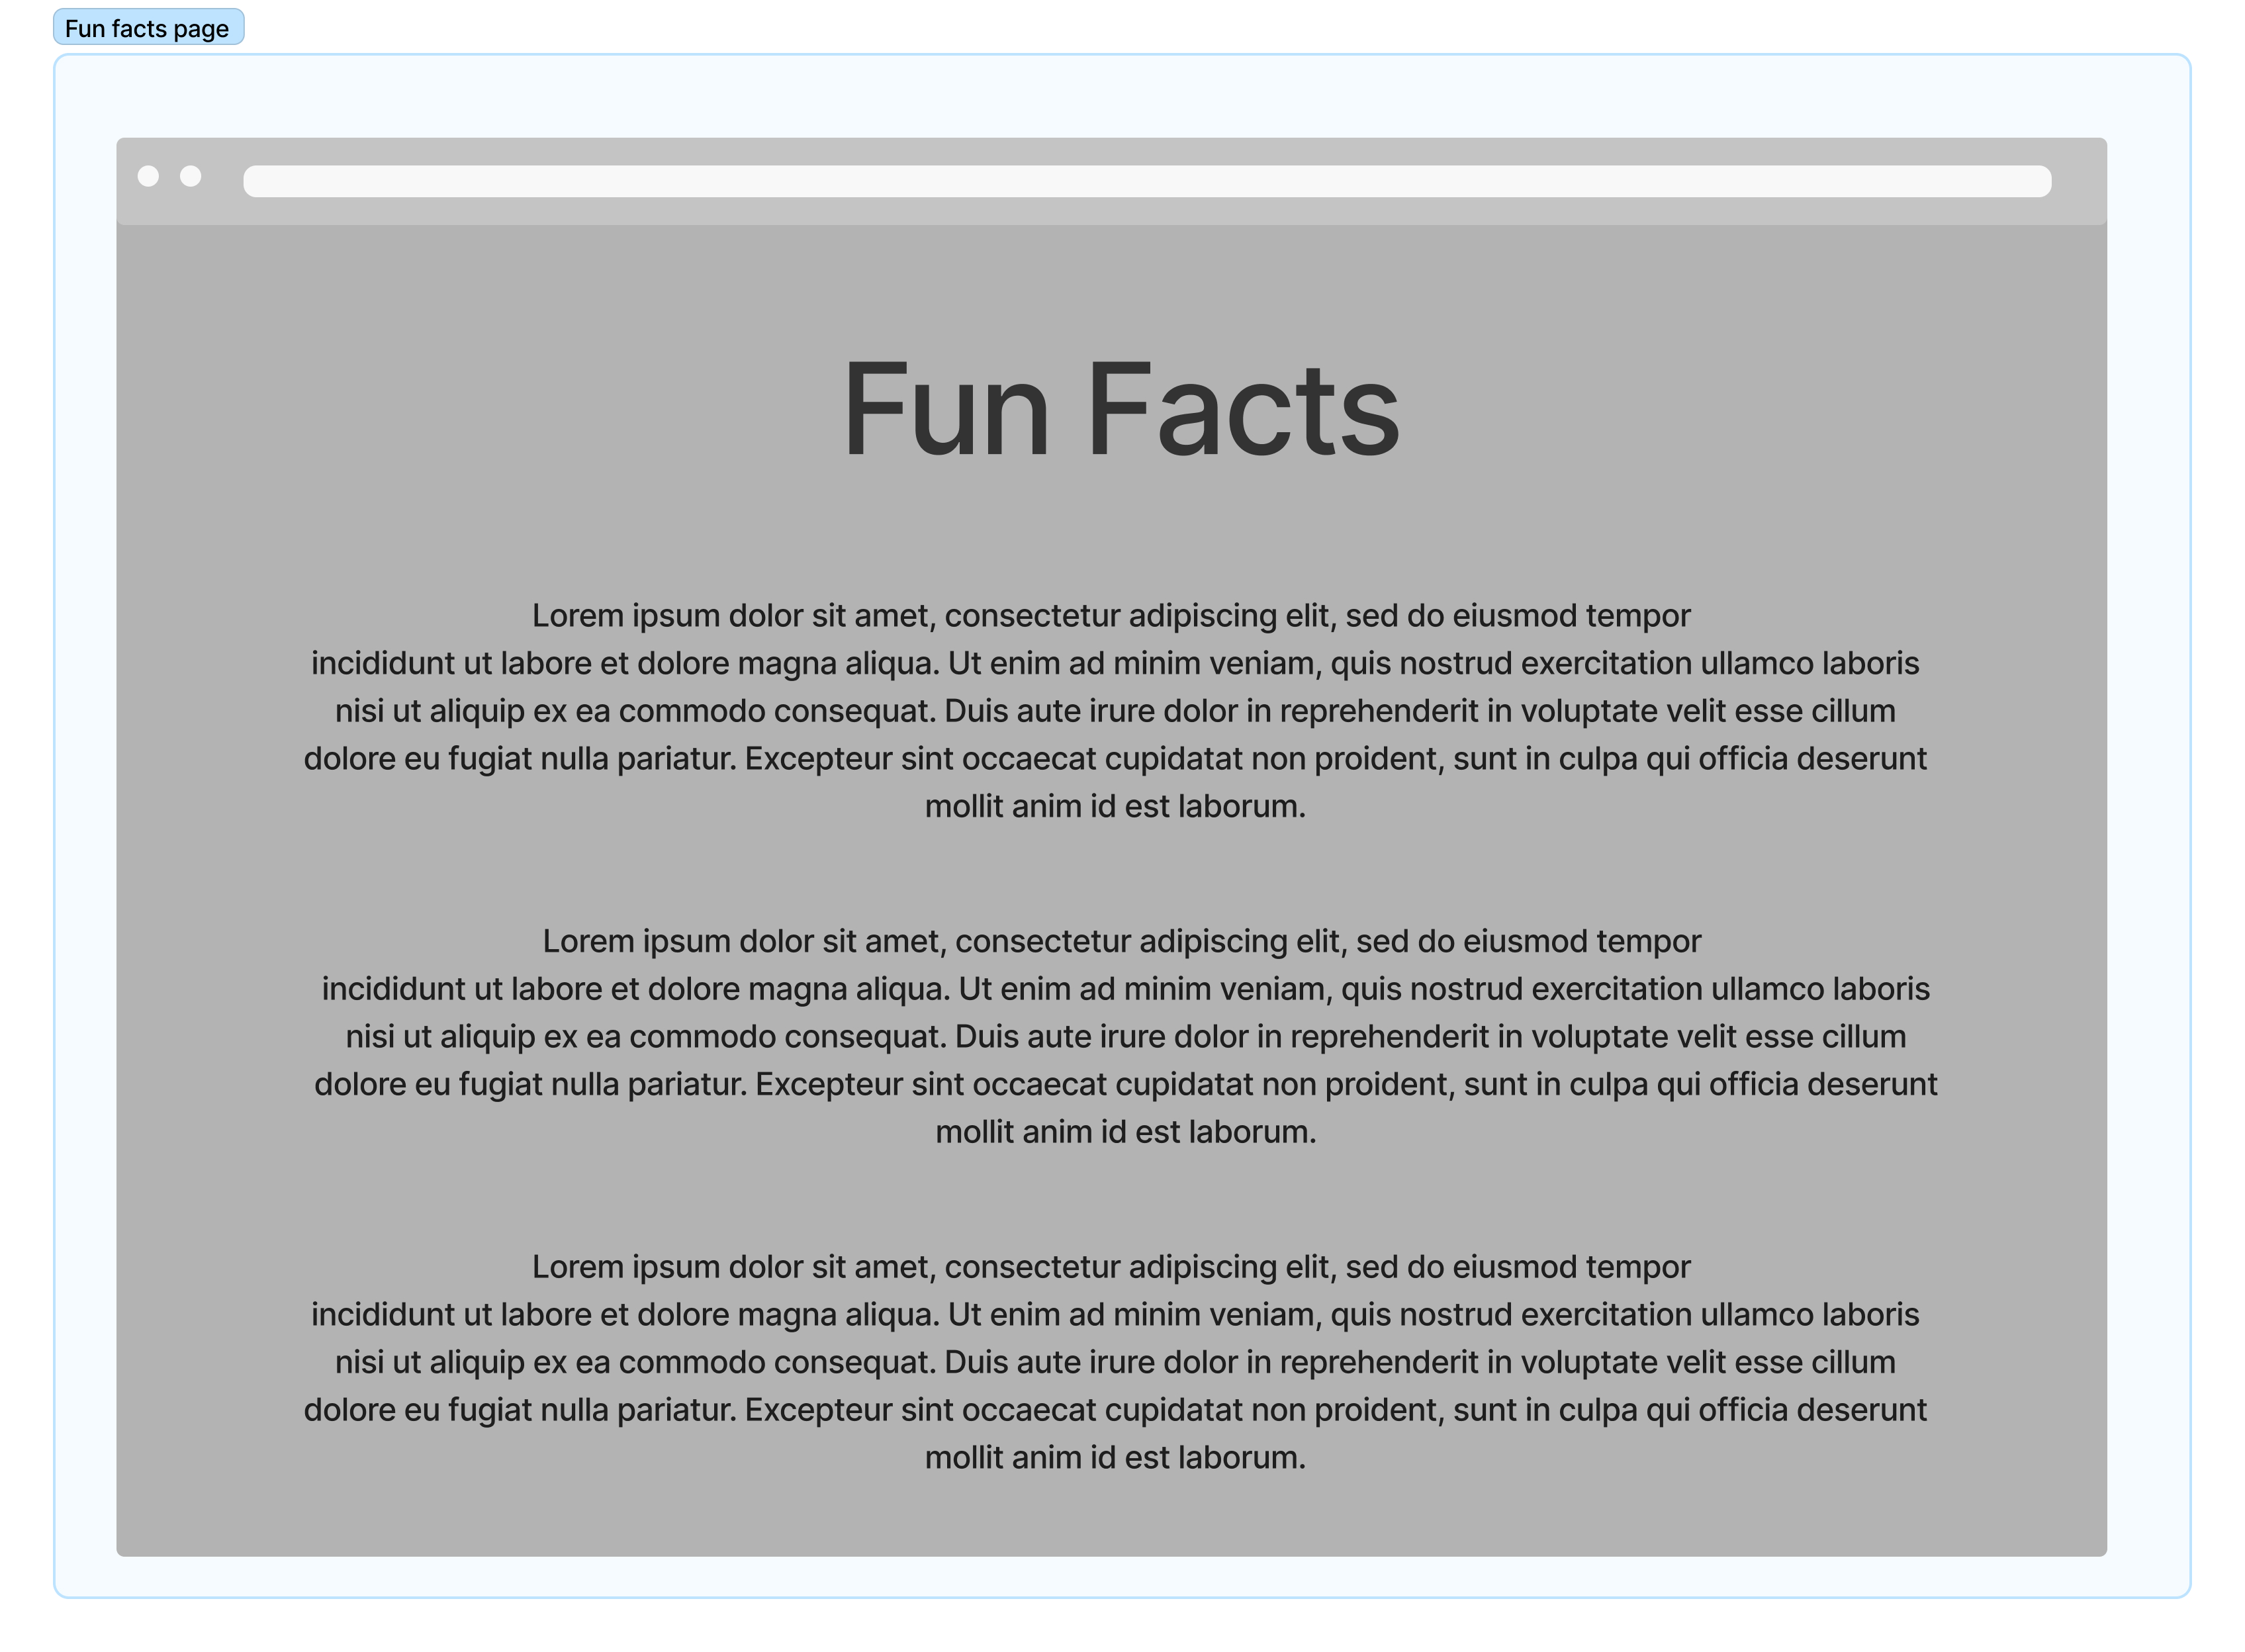 Fun facts page
Fun Facts
Lorem ipsum dolor sit amet, consectetur adipiscing elit, sed do eiusmod tempor
incididunt ut labore et dolore magna aliqua. Ut enim ad minim veniam, quis nostrud exercitation ullamco laboris
nisi ut aliquip ex ea commodo consequat. Duis aute irure dolor in reprehenderit in voluptate velit esse cillum
dolore eu fugiat nulla pariatur. Excepteur sint occaecat cupidatat non proident, sunt in culpa qui officia deserunt
mollit anim id est laborum.
Lorem ipsum dolor sit amet, consectetur adipiscing elit, sed do eiusmod tempor
incididunt ut labore et dolore magna aliqua. Ut enim ad minim veniam, quis nostrud exercitation ullamco laboris
nisi ut aliquip ex ea commodo consequat. Duis aute irure dolor in reprehenderit in voluptate velit esse cillum
dolore eu fugiat nulla pariatur. Excepteur sint occaecat cupidatat non proident, sunt in culpa qui officia deserunt
mollit anim id est laborum.
Lorem ipsum dolor sit amet, consectetur adipiscing elit, sed do eiusmod tempor
incididunt ut labore et dolore magna aliqua. Ut enim ad minim veniam, quis nostrud exercitation ullamco laboris
nisi ut aliquip ex ea commodo consequat. Duis aute irure dolor in reprehenderit in voluptate velit esse cillum
dolore eu fugiat nulla pariatur. Excepteur sint occaecat cupidatat non proident, sunt in culpa qui officia deserunt
mollit anim id est laborum.